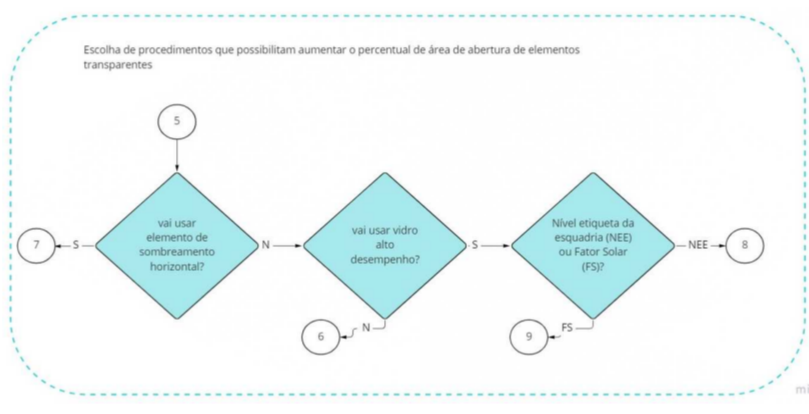 Escolha de procedimentos que possibilitam aumentar o percentual de área de abertura de elementos
transparentes
5
vai usar
elemento de
sombreamento
horizontal?
7
S
N
vai usar vidro
alto
desempenho?
S
N
6
Nível etiqueta da
esquadria (NEE)
ou Fator Solar
(FS)?
NEE
8
FS
9